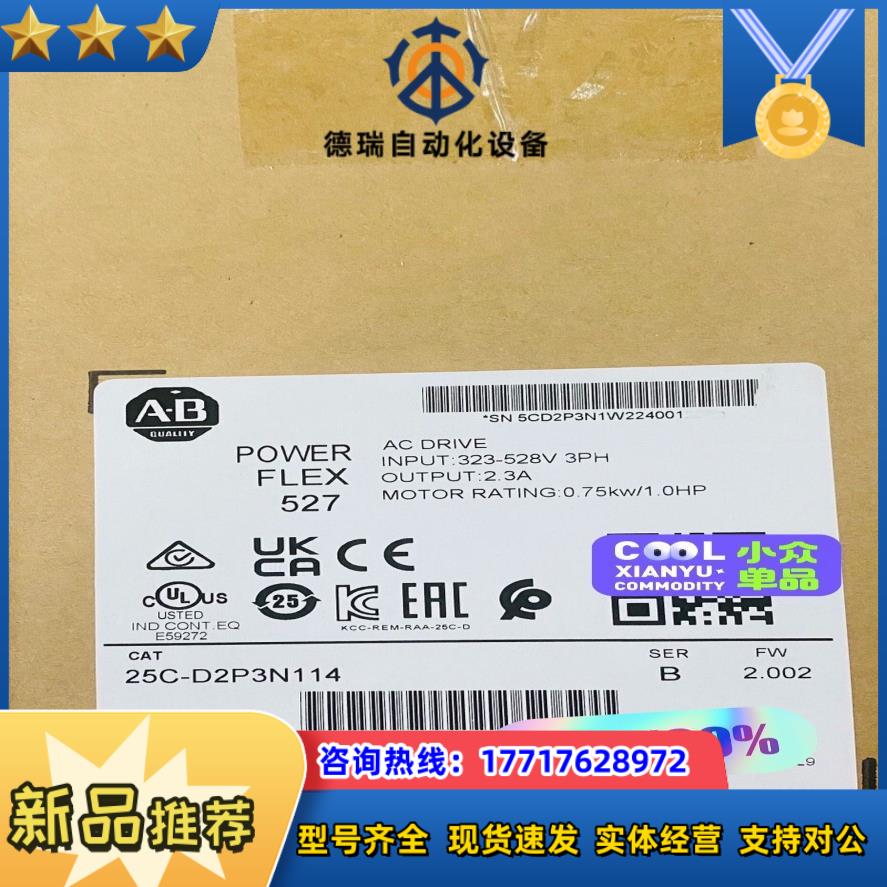 德瑞自动化设备
A·B
QUALITY
*SN 5CD2P3N1W224001
POWER
FLEX
527
AC DRIVE
INPUT:323-528V 3PH
OUTPUT:2.3A
MOTOR RATING:0.75kw/1.0HP
UK
CA
CE
C UL US
LISTED
IND CONT.EQ
E59272
25
KC
EAC
KCC-REM-RAA-25C-D
COOL
XIANYU
COMMODITY
小众
单品
CAT
25C-D2P3N114
SER
B
FW
2.002
咨询热线：17717628972
新品推荐
型号齐全 现货速发 实体经营 支持对公